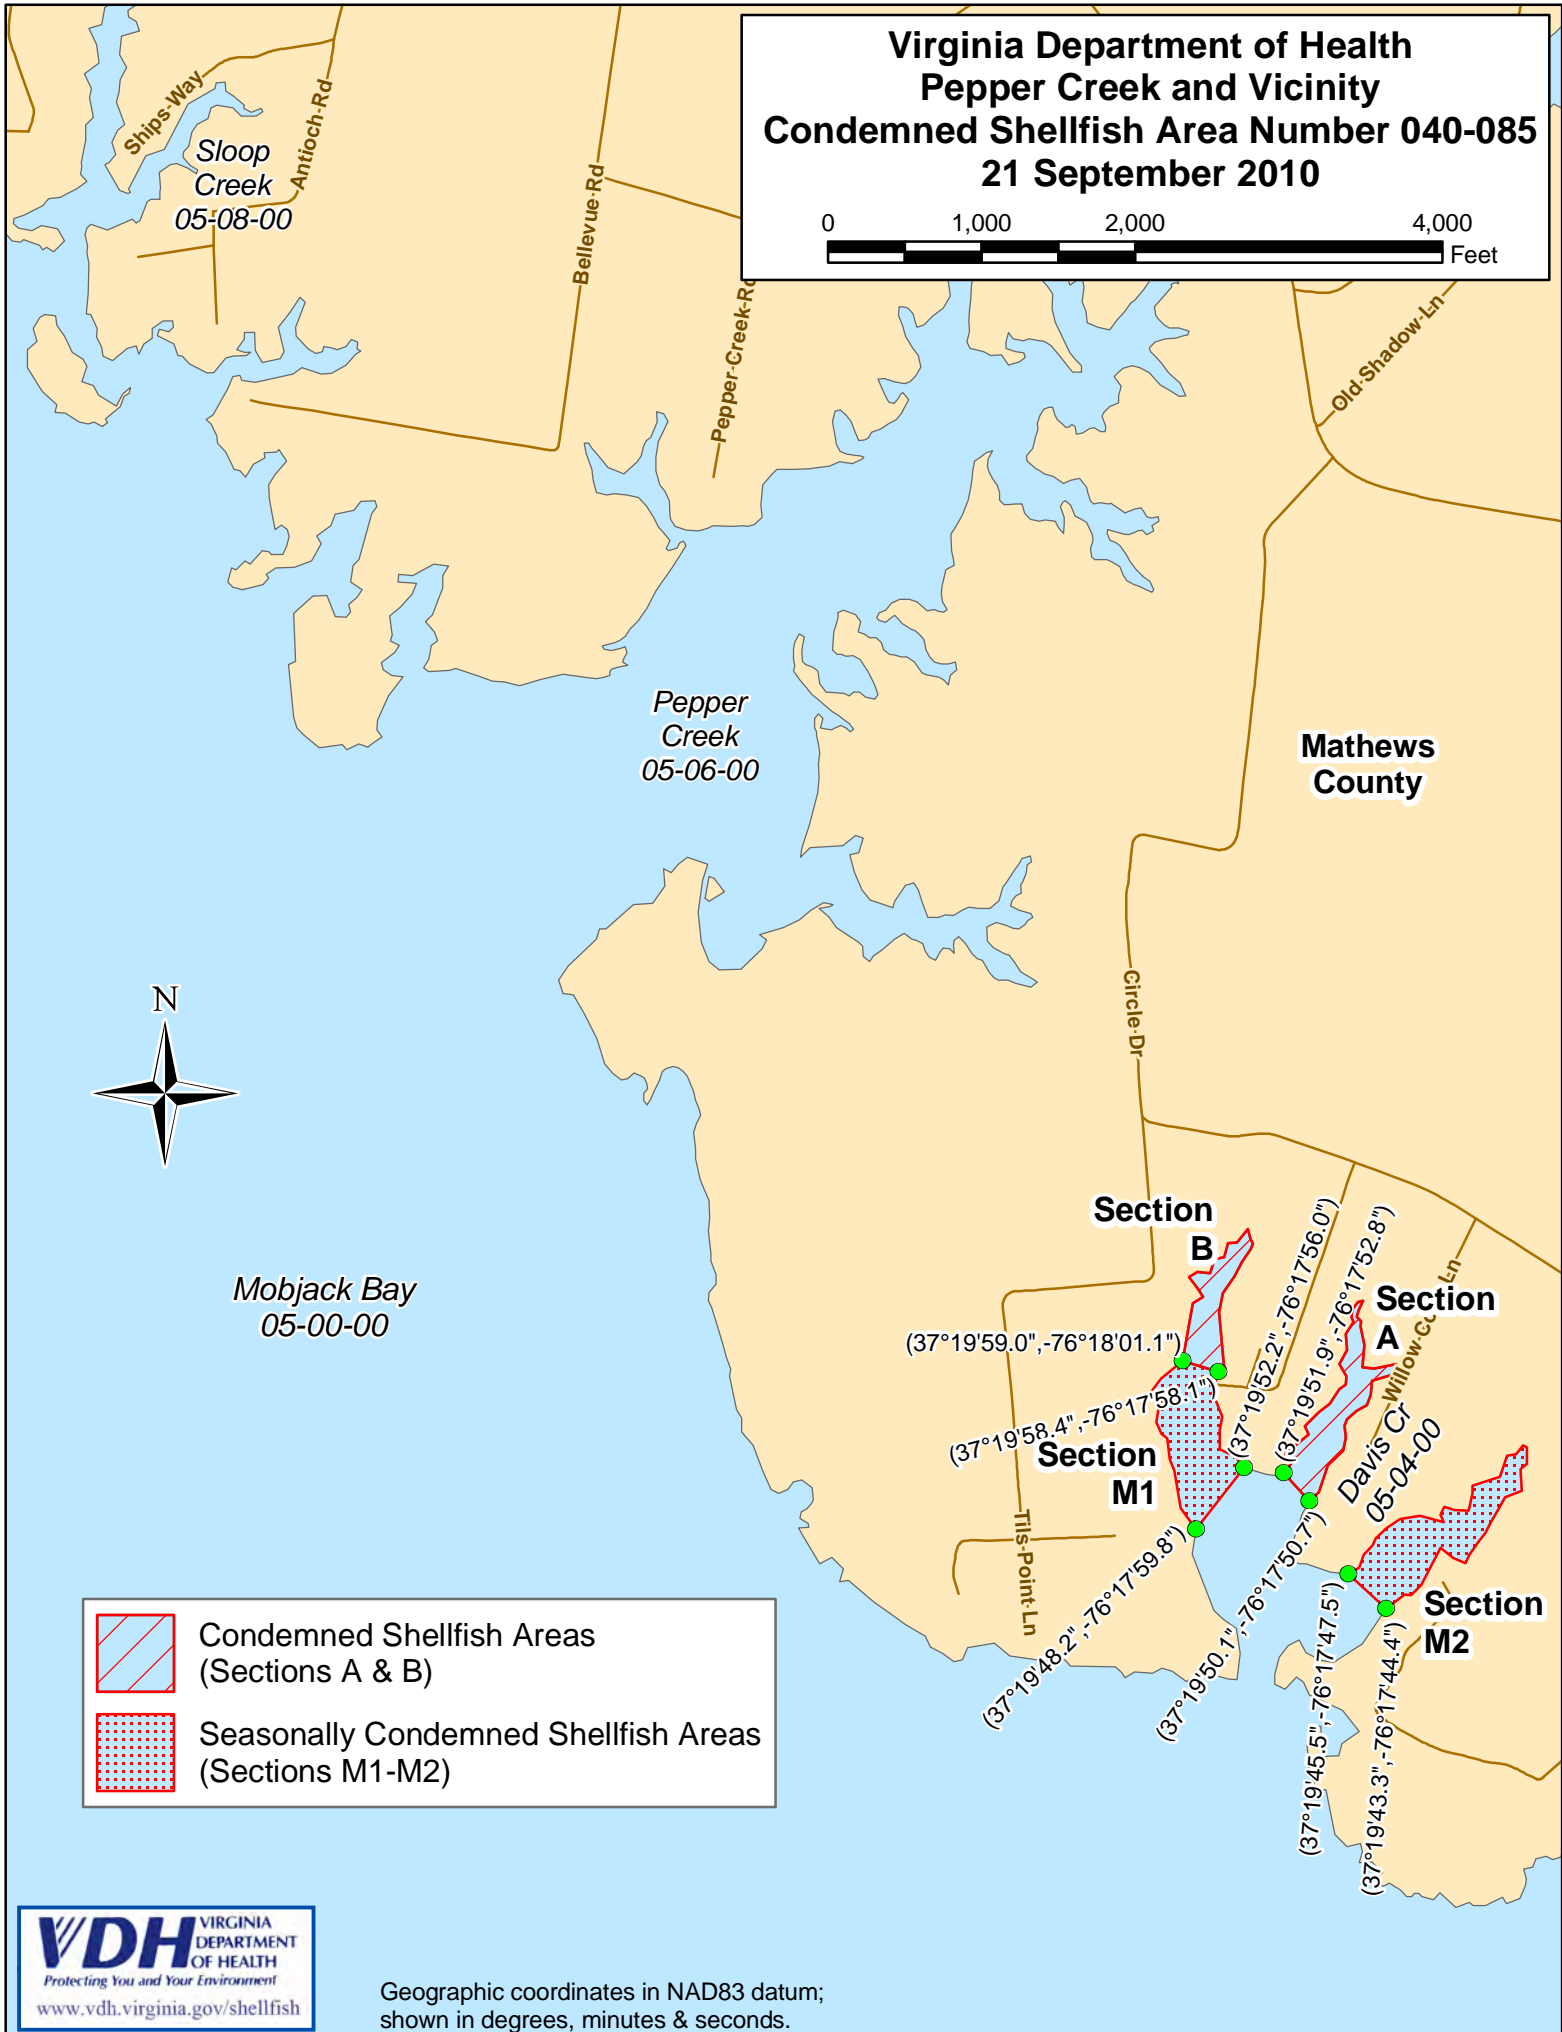 Virginia Department of Health
Pepper Creek and Vicinity
Condemned Shellfish Area Number 040-085
21 September 2010
0 1,000 2,000 4,000
Feet
Ships-Way
Antioch-Rd
Sloop
Creek
05-08-00
Bellevue-Rd
Pepper-Creek-Rd
Old-Shadow-Ln
Pepper
Creek
05-06-00
Mathews
County
N
Circle-Dr
Mobjack Bay
05-00-00
Section
B
(37°19'59.0",-76°18'01.1")
(37°19'58.4",-76°17'58.1")
(37°19'52.2",-76°17'56.0")
(37°19'51.9",-76°17'52.8")
Section
A
Davis Cr
05-04-00
Section
M1
Tils-Point-Ln
(37°19'48.2",-76°17'59.8")
(37°19'50.1",-76°17'50.7")
(37°19'45.5",-76°17'47.5")
(37°19'43.3",-76°17'44.4")
Section
M2
Condemned Shellfish Areas
(Sections A & B)
Seasonally Condemned Shellfish Areas
(Sections M1-M2)
VDH VIRGINIA
DEPARTMENT
OF HEALTH
Protecting You and Your Environment
www.vdh.virginia.gov/shellfish
Geographic coordinates in NAD83 datum;
shown in degrees, minutes & seconds.